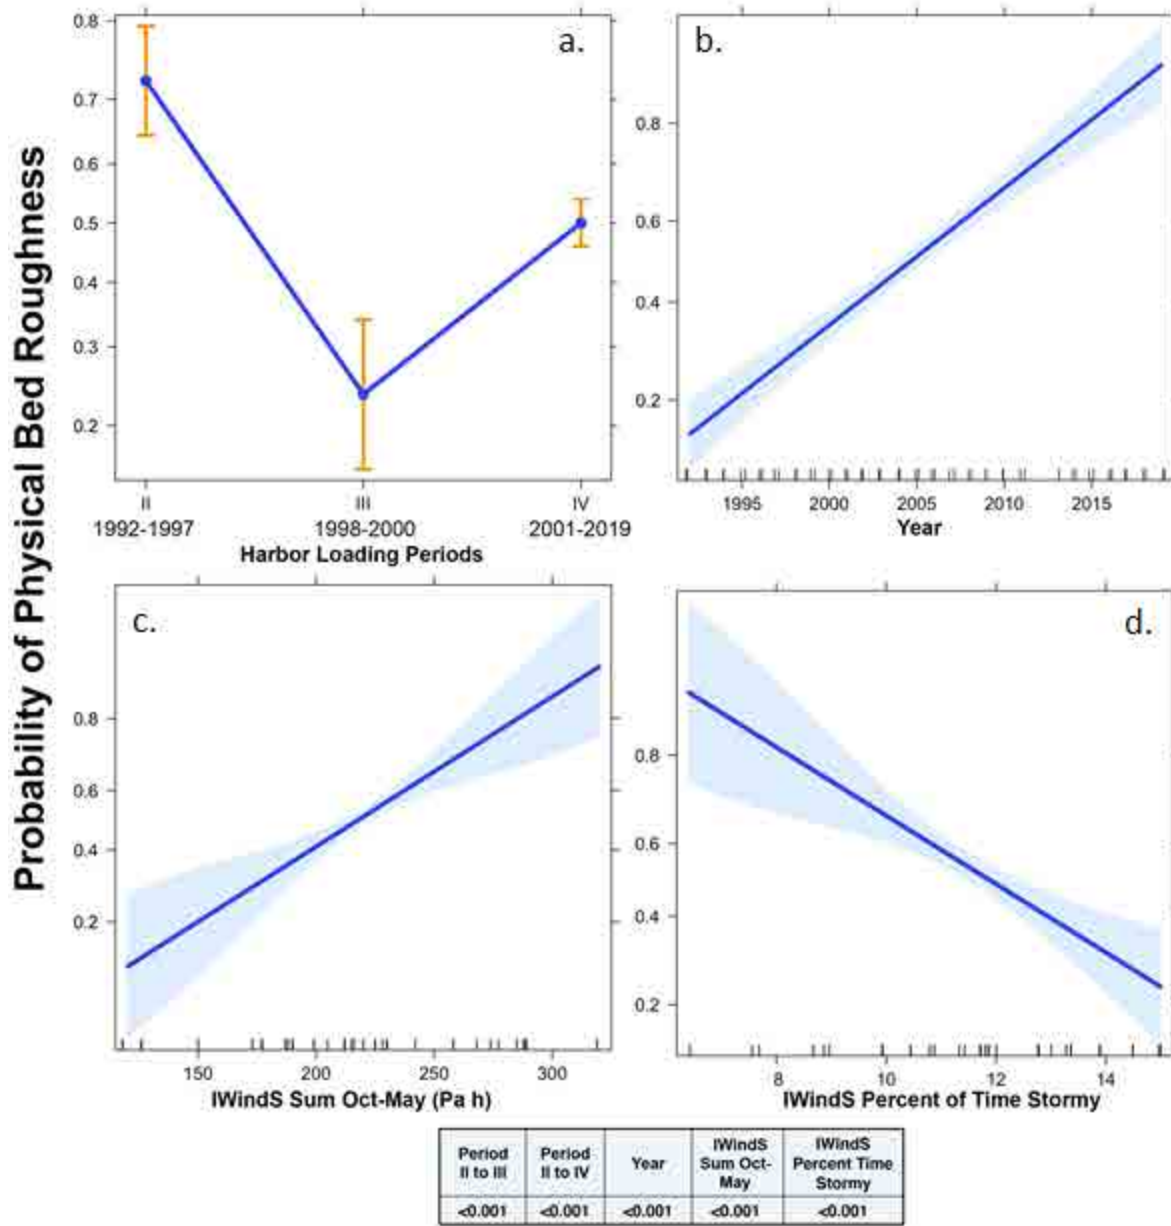 Probability of Physical Bed Roughness
a.
0.8
0.7
0.6
0.5
0.4
0.3
0.2
II III IV
1992-1997 1998-2000 2001-2019
Harbor Loading Periods
b.
0.8
0.6
0.4
0.2
1995 2000 2005 2010 2015
Year
c.
0.8
0.6
0.4
0.2
150 200 250 300
IWindS Sum Oct-May (Pa h)
d.
0.8
0.6
0.4
0.2
8 10 12 14
IWindS Percent of Time Stormy
Period II to III
Period II to IV
Year
IWindS Sum Oct-May
IWindS Percent Time Stormy
<0.001 <0.001 <0.001 <0.001 <0.001